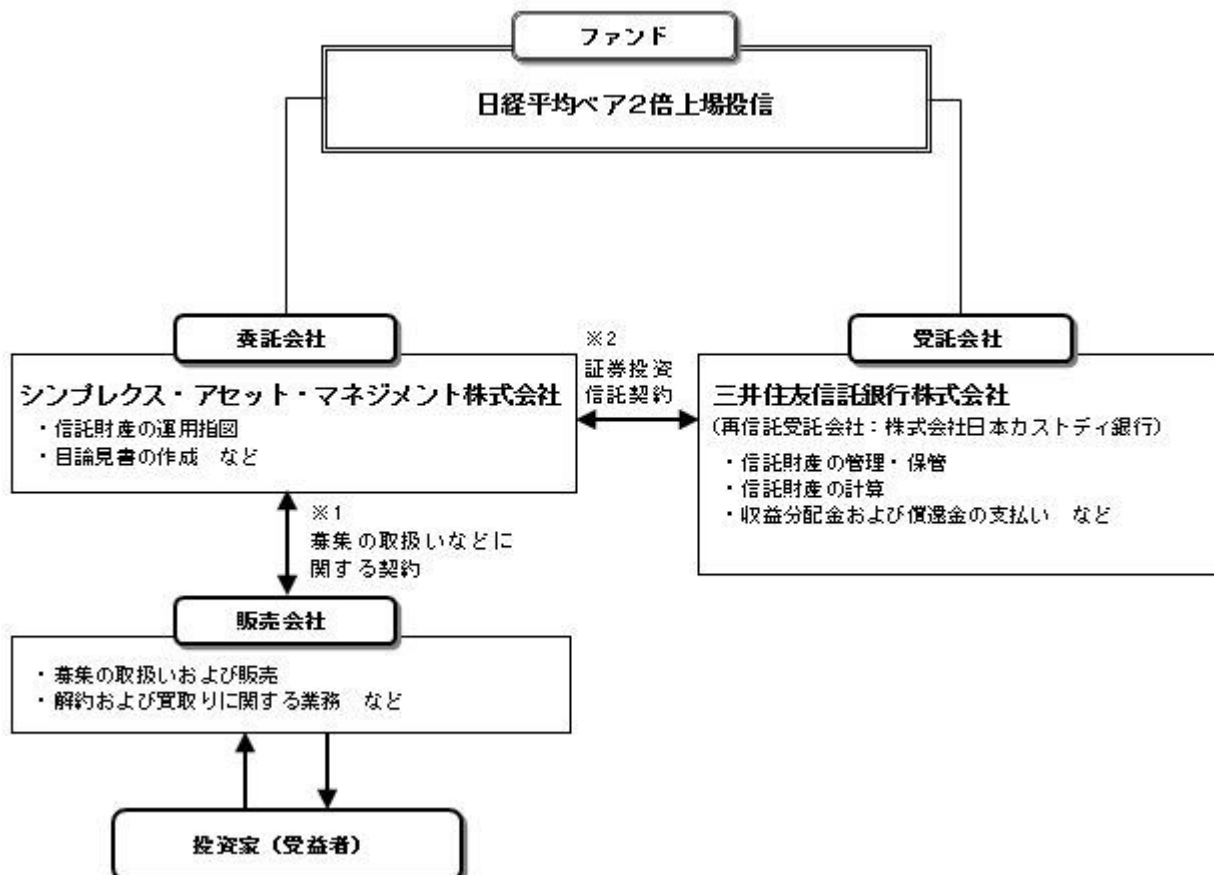 ファンド
日経平均ベア2倍上場投信
委託会社
シンプレクス・アセット・マネジメント株式会社
・信託財産の運用指図
・目論見書の作成 など
※2
証券投資
信託契約
受託会社
三井住友信託銀行株式会社
(再信託受託会社:株式会社日本カストディ銀行)
・信託財産の管理・保管
・信託財産の計算
・収益分配金および償還金の支払い など
※1
募集の取扱いなどに
関する契約
販売会社
・募集の取扱いおよび販売
・解約および買取りに関する業務 など
投資家(受益者)